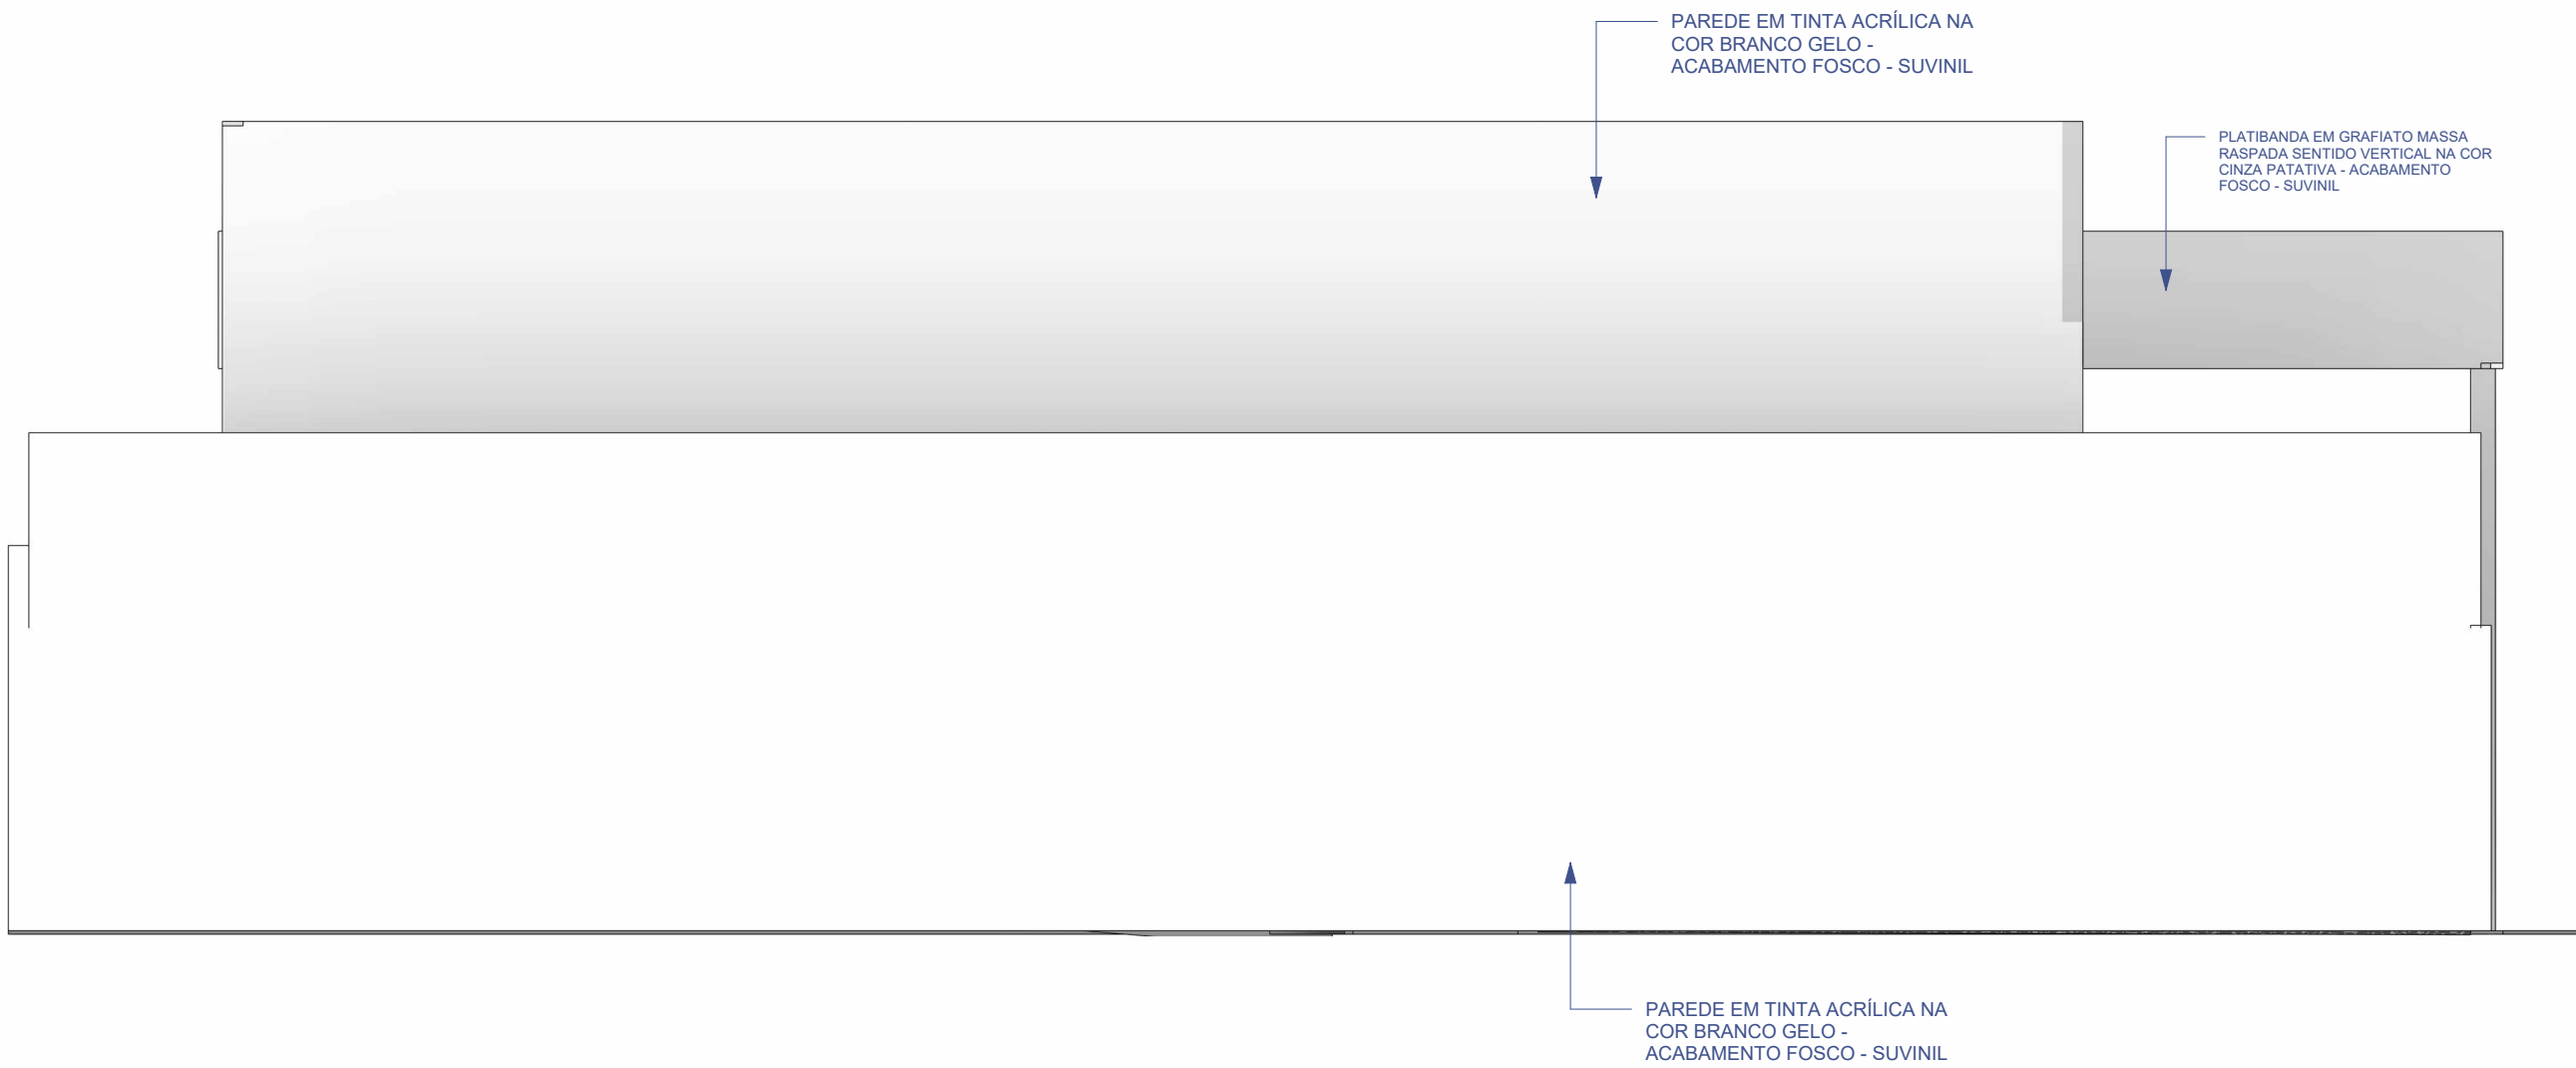 PAREDE EM TINTA ACRÍLICA NA
COR BRANCO GELO -
ACABAMENTO FOSCO - SUVINIL
PLATIBANDA EM GRAFIATO MASSA
RASPADA SENTIDO VERTICAL NA COR
CINZA PATATIVA - ACABAMENTO
FOSCO - SUVINIL
PAREDE EM TINTA ACRÍLICA NA
COR BRANCO GELO -
ACABAMENTO FOSCO - SUVINIL